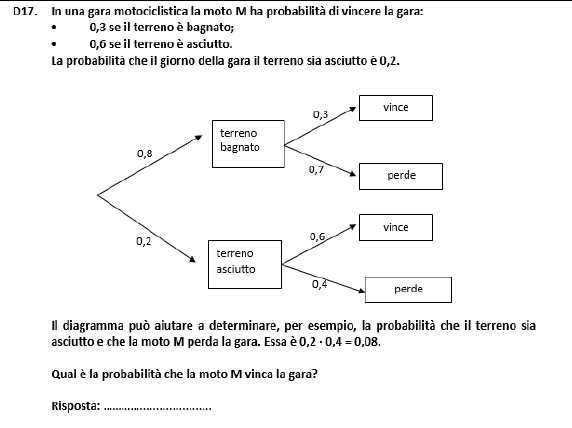 D17. In una gara motociclistica la moto M ha probabilità di vincere la gara:
• 0,3 se il terreno è bagnato;
• 0,6 se il terreno è asciutto.
La probabilità che il giorno della gara il terreno sia asciutto è 0,2.
0,3
vince
terreno
bagnato
0,8
0,7
perde
0,2
0,6
vince
terreno
asciutto
0,4
perde
Il diagramma può aiutare a determinare, per esempio, la probabilità che il terreno sia
asciutto e che la moto M perda la gara. Essa è 0,2 · 0,4 = 0,08.
Qual è la probabilità che la moto M vinca la gara?
Risposta: ..................................